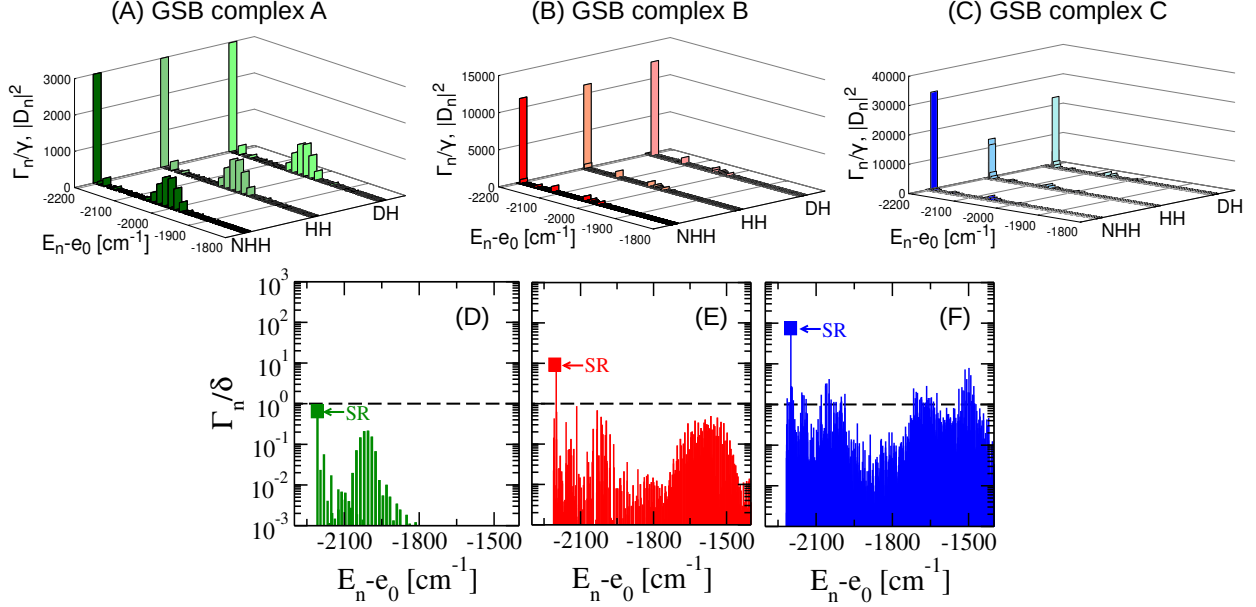 (A) GSB complex A
(B) GSB complex B
(C) GSB complex C
Γn/γ, |Dn|²
3000
2000
1000
0
-2200
-2100
-2000
-1900
-1800
En-e0 [cm-1]
NHH
HH
DH
Γn/γ, |Dn|²
15000
10000
5000
0
-2200
-2100
-2000
-1900
-1800
En-e0 [cm-1]
NHH
HH
DH
Γn/γ, |Dn|²
40000
30000
20000
10000
0
-2200
-2100
-2000
-1900
-1800
En-e0 [cm-1]
NHH
HH
DH
Γn/δ
10³
10²
10¹
10⁰
10⁻¹
10⁻²
10⁻³
(D)
SR
-2100
-1800
-1500
En-e0 [cm-1]
(E)
SR
-2100
-1800
-1500
En-e0 [cm-1]
(F)
SR
-2100
-1800
-1500
En-e0 [cm-1]